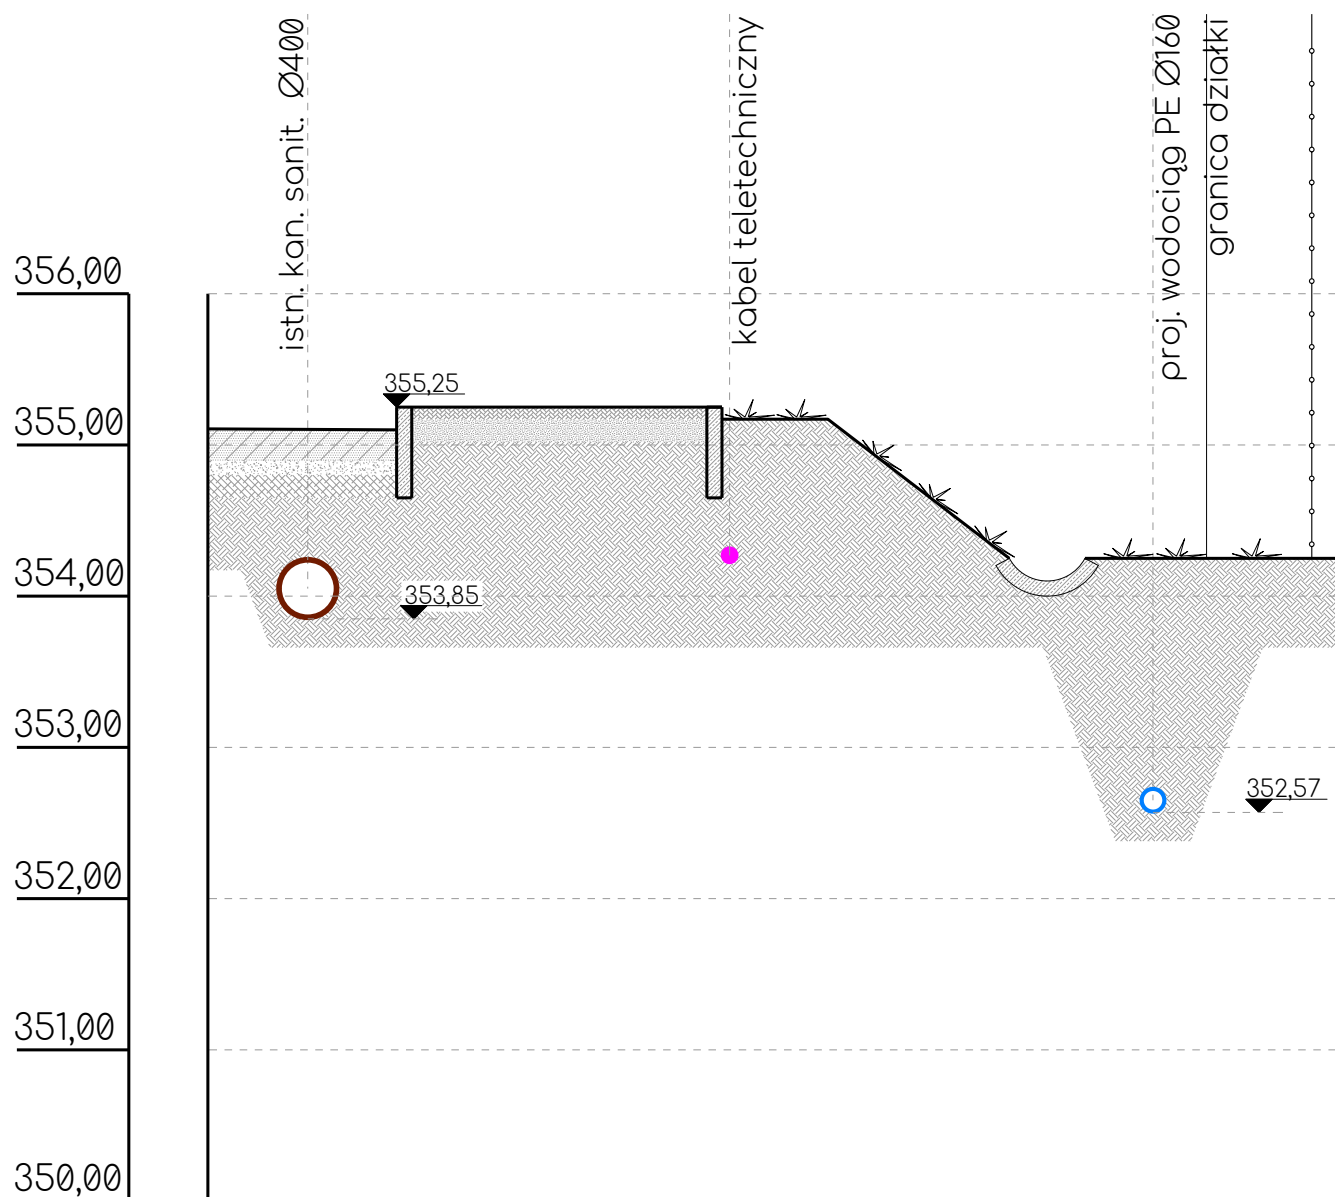 istn. kan. sanit. Ø400
kabel teletechniczny
proj. wodociąg PE Ø160
granica działki
356,00
355,25
355,00
354,00
353,85
353,00
352,57
352,00
351,00
350,00